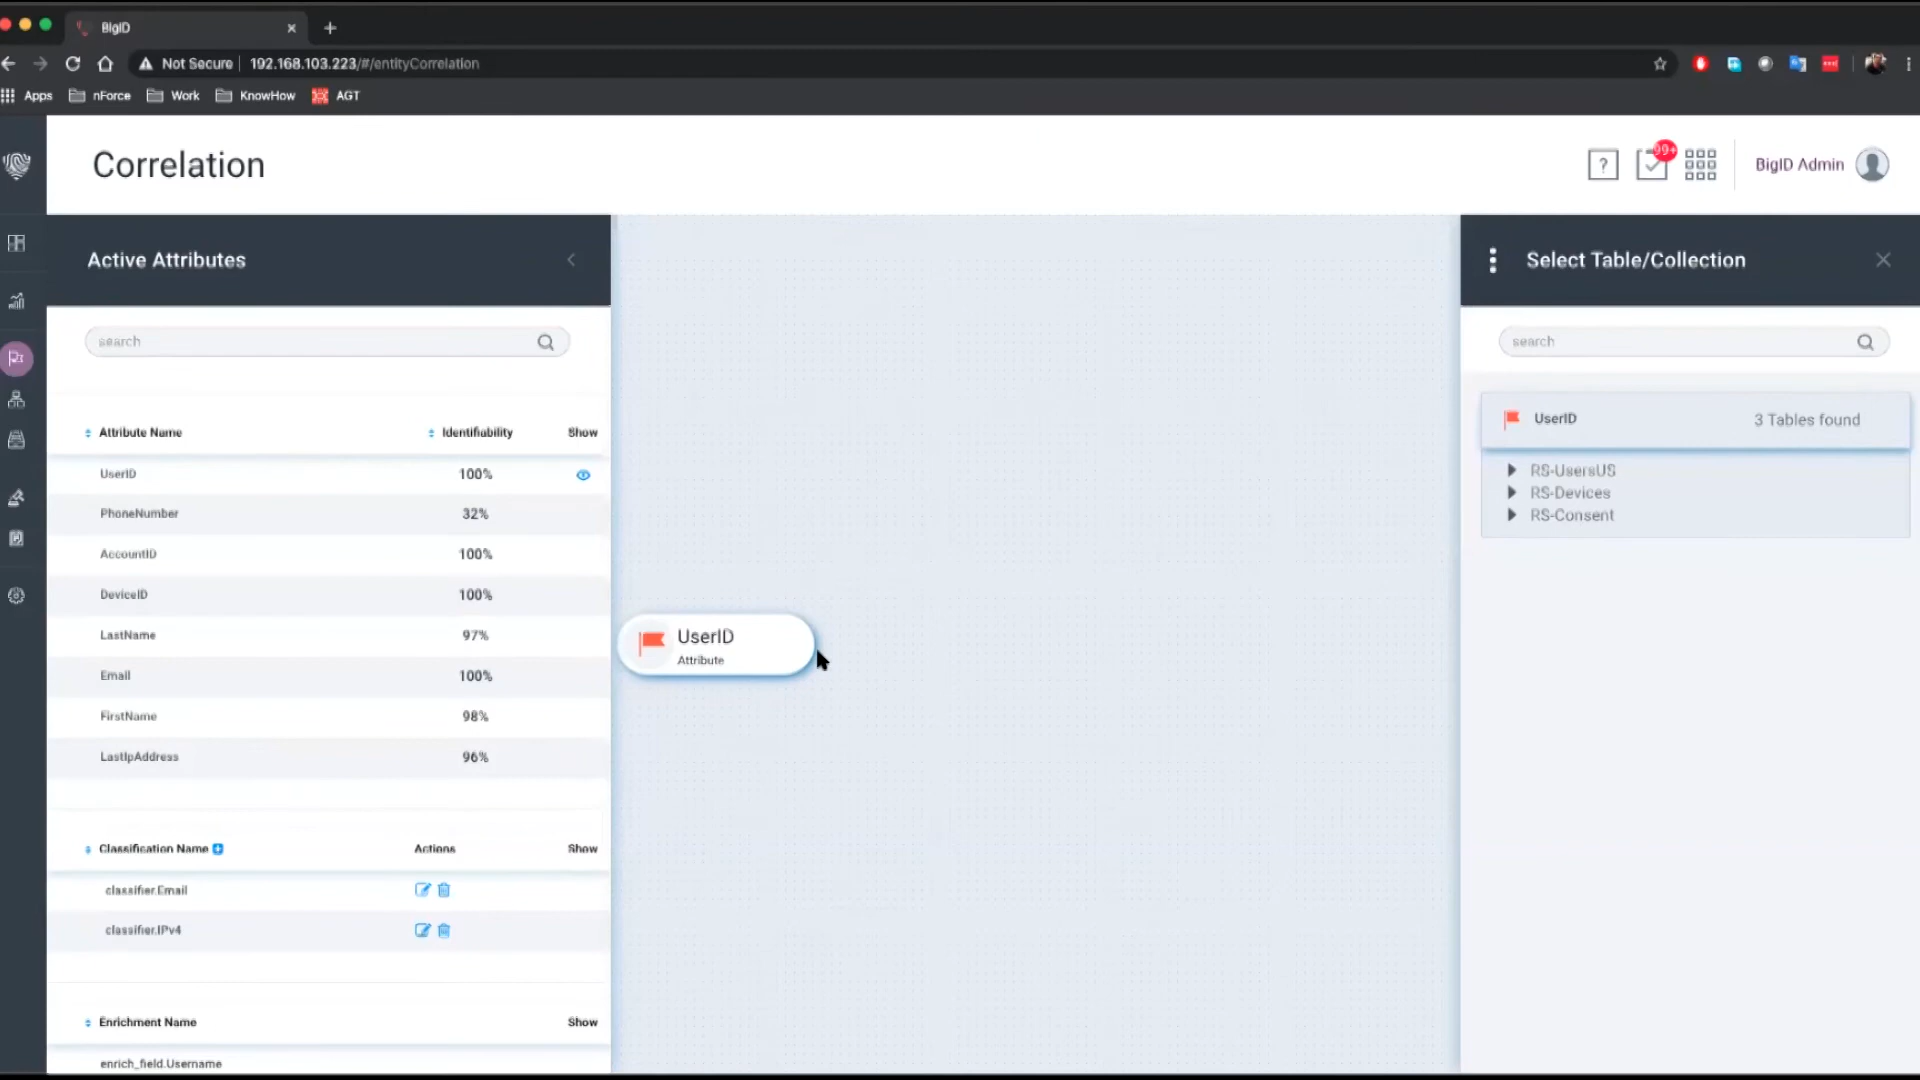 BigID
Not Secure
192.168.103.223/#/entityCorrelation
Apps
nForce
Work
KnowHow
AGT
Correlation
?
99+
BigID Admin
Active Attributes
search
Attribute Name Identifiability Show
UserID 100%
PhoneNumber 32%
AccountID 100%
DeviceID 100%
LastName 97%
Email 100%
FirstName 98%
LastIpAddress 96%
Classification Name Actions Show
classifier.Email
classifier.IPv4
Enrichment Name Show
enrich_field.Username
UserID
Attribute
Select Table/Collection
search
UserID 3 Tables found
RS-UsersUS
RS-Devices
RS-Consent